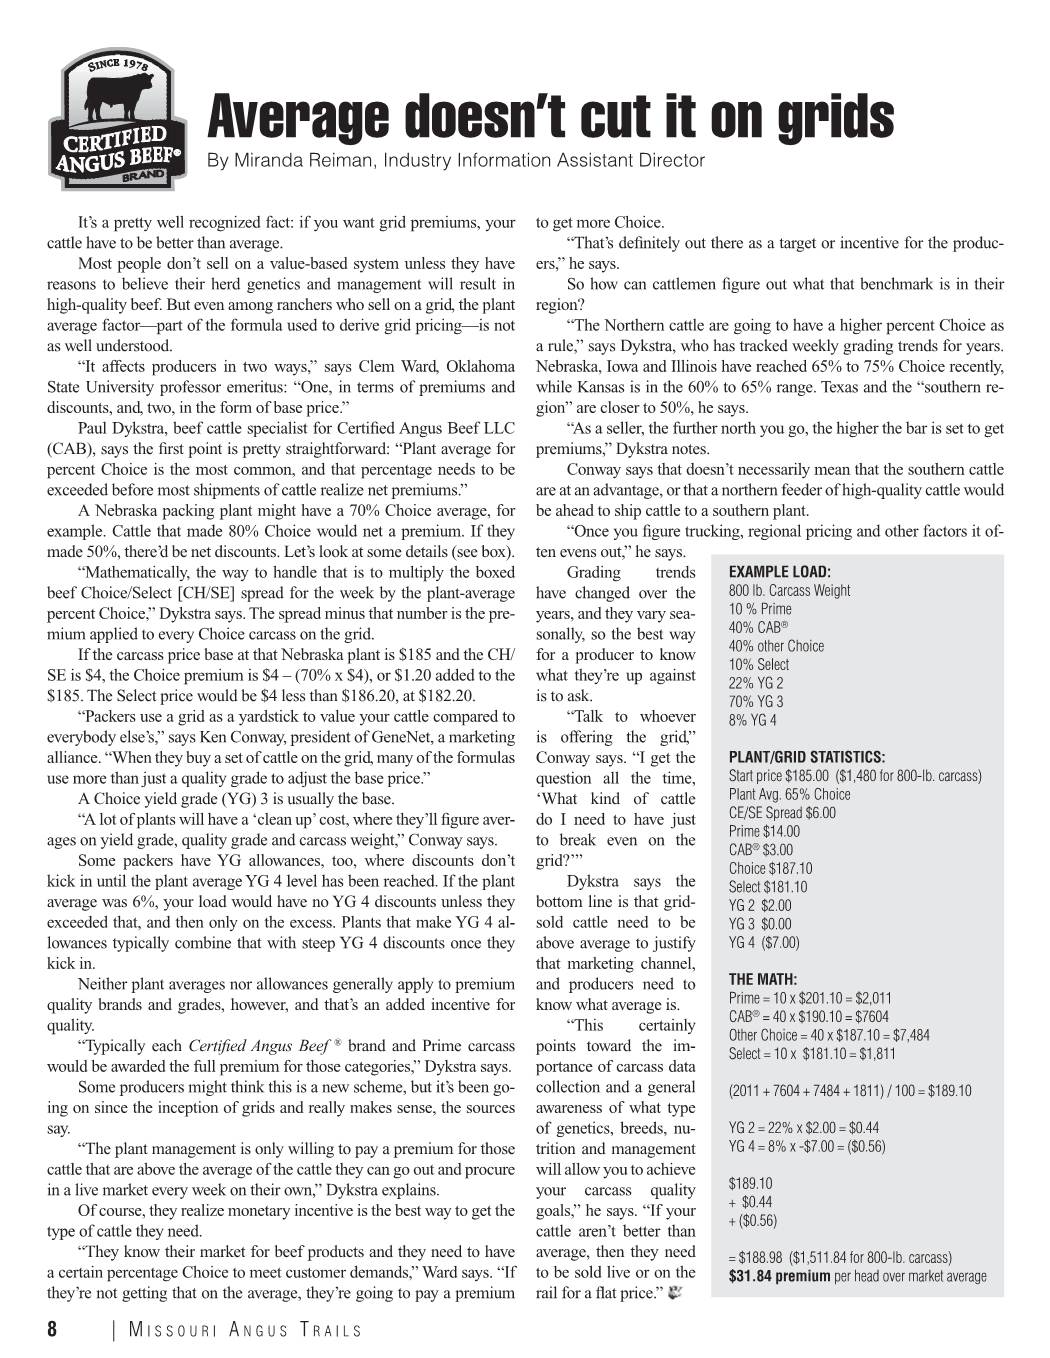 SINCE 1978
CERTIFIED
ANGUS BEEF®
BRAND
Average doesn't cut it on grids
By Miranda Reiman, Industry Information Assistant Director
It's a pretty well recognized fact: if you want grid premiums, your
cattle have to be better than average.
Most people don't sell on a value-based system unless they have
reasons to believe their herd genetics and management will result in
high-quality beef. But even among ranchers who sell on a grid, the plant
average factor—part of the formula used to derive grid pricing—is not
as well understood.
“It affects producers in two ways,” says Clem Ward, Oklahoma
State University professor emeritus: “One, in terms of premiums and
discounts, and, two, in the form of base price.”
Paul Dykstra, beef cattle specialist for Certified Angus Beef LLC
(CAB), says the first point is pretty straightforward: “Plant average for
percent Choice is the most common, and that percentage needs to be
exceeded before most shipments of cattle realize net premiums.”
A Nebraska packing plant might have a 70% Choice average, for
example. Cattle that made 80% Choice would net a premium. If they
made 50%, there'd be net discounts. Let's look at some details (see box).
“Mathematically, the way to handle that is to multiply the boxed
beef Choice/Select [CH/SE] spread for the week by the plant-average
percent Choice,” Dykstra says. The spread minus that number is the pre-
mium applied to every Choice carcass on the grid.
If the carcass price base at that Nebraska plant is $185 and the CH/
SE is $4, the Choice premium is $4 – (70% x $4), or $1.20 added to the
$185. The Select price would be $4 less than $186.20, at $182.20.
“Packers use a grid as a yardstick to value your cattle compared to
everybody else's,” says Ken Conway, president of GeneNet, a marketing
alliance. “When they buy a set of cattle on the grid, many of the formulas
use more than just a quality grade to adjust the base price.”
A Choice yield grade (YG) 3 is usually the base.
“A lot of plants will have a ‘clean up’ cost, where they'll figure aver-
ages on yield grade, quality grade and carcass weight,” Conway says.
Some packers have YG allowances, too, where discounts don't
kick in until the plant average YG 4 level has been reached. If the plant
average was 6%, your load would have no YG 4 discounts unless they
exceeded that, and then only on the excess. Plants that make YG 4 al-
lowances typically combine that with steep YG 4 discounts once they
kick in.
Neither plant averages nor allowances generally apply to premium
quality brands and grades, however, and that's an added incentive for
quality.
“Typically each Certified Angus Beef ® brand and Prime carcass
would be awarded the full premium for those categories,” Dykstra says.
Some producers might think this is a new scheme, but it's been go-
ing on since the inception of grids and really makes sense, the sources
say.
“The plant management is only willing to pay a premium for those
cattle that are above the average of the cattle they can go out and procure
in a live market every week on their own,” Dykstra explains.
Of course, they realize monetary incentive is the best way to get the
type of cattle they need.
“They know their market for beef products and they need to have
a certain percentage Choice to meet customer demands,” Ward says. “If
they're not getting that on the average, they're going to pay a premium
to get more Choice.
“That's definitely out there as a target or incentive for the produc-
ers,” he says.
So how can cattlemen figure out what that benchmark is in their
region?
“The Northern cattle are going to have a higher percent Choice as
a rule,” says Dykstra, who has tracked weekly grading trends for years.
Nebraska, Iowa and Illinois have reached 65% to 75% Choice recently,
while Kansas is in the 60% to 65% range. Texas and the “southern re-
gion” are closer to 50%, he says.
“As a seller, the further north you go, the higher the bar is set to get
premiums,” Dykstra notes.
Conway says that doesn't necessarily mean that the southern cattle
are at an advantage, or that a northern feeder of high-quality cattle would
be ahead to ship cattle to a southern plant.
“Once you figure trucking, regional pricing and other factors it of-
ten evens out,” he says.
Grading trends
have changed over the
years, and they vary sea-
sonally, so the best way
for a producer to know
what they're up against
is to ask.
“Talk to whoever
is offering the grid,”
Conway says. “I get the
question all the time,
‘What kind of cattle
do I need to have just
to break even on the
grid?’”
Dykstra says the
bottom line is that grid-
sold cattle need to be
above average to justify
that marketing channel,
and producers need to
know what average is.
“This certainly
points toward the im-
portance of carcass data
collection and a general
awareness of what type
of genetics, breeds, nu-
trition and management
will allow you to achieve
your carcass quality
goals,” he says. “If your
cattle aren't better than
average, then they need
to be sold live or on the
rail for a flat price.”
EXAMPLE LOAD:
800 lb. Carcass Weight
10 % Prime
40% CAB®
40% other Choice
10% Select
22% YG 2
70% YG 3
8% YG 4
PLANT/GRID STATISTICS:
Start price $185.00 ($1,480 for 800-lb. carcass)
Plant Avg. 65% Choice
CE/SE Spread $6.00
Prime $14.00
CAB® $3.00
Choice $187.10
Select $181.10
YG 2 $2.00
YG 3 $0.00
YG 4 ($7.00)
THE MATH:
Prime = 10 x $201.10 = $2,011
CAB® = 40 x $190.10 = $7604
Other Choice = 40 x $187.10 = $7,484
Select = 10 x $181.10 = $1,811
(2011 + 7604 + 7484 + 1811) / 100 = $189.10
YG 2 = 22% x $2.00 = $0.44
YG 4 = 8% x -$7.00 = ($0.56)
$189.10
+ $0.44
+ ($0.56)
= $188.98 ($1,511.84 for 800-lb. carcass)
$31.84 premium per head over market average
8 | MISSOURI ANGUS TRAILS